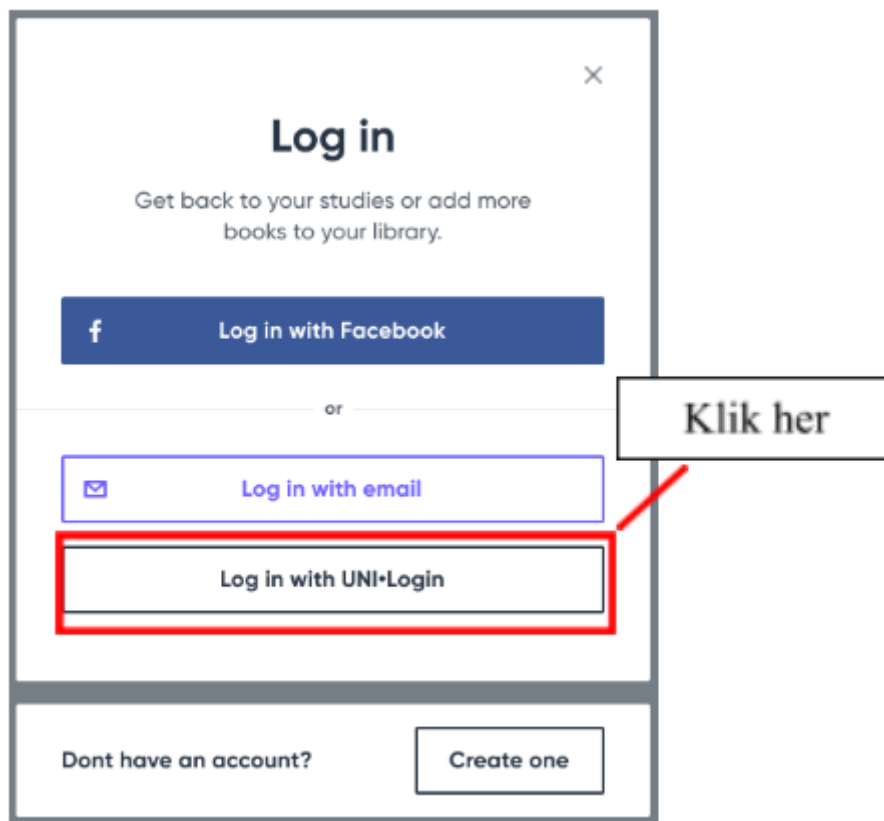 Log in
Get back to your studies or add more
books to your library.
Log in with Facebook
or
Klik her
Log in with email
Log in with UNI•Login
Dont have an account?
Create one